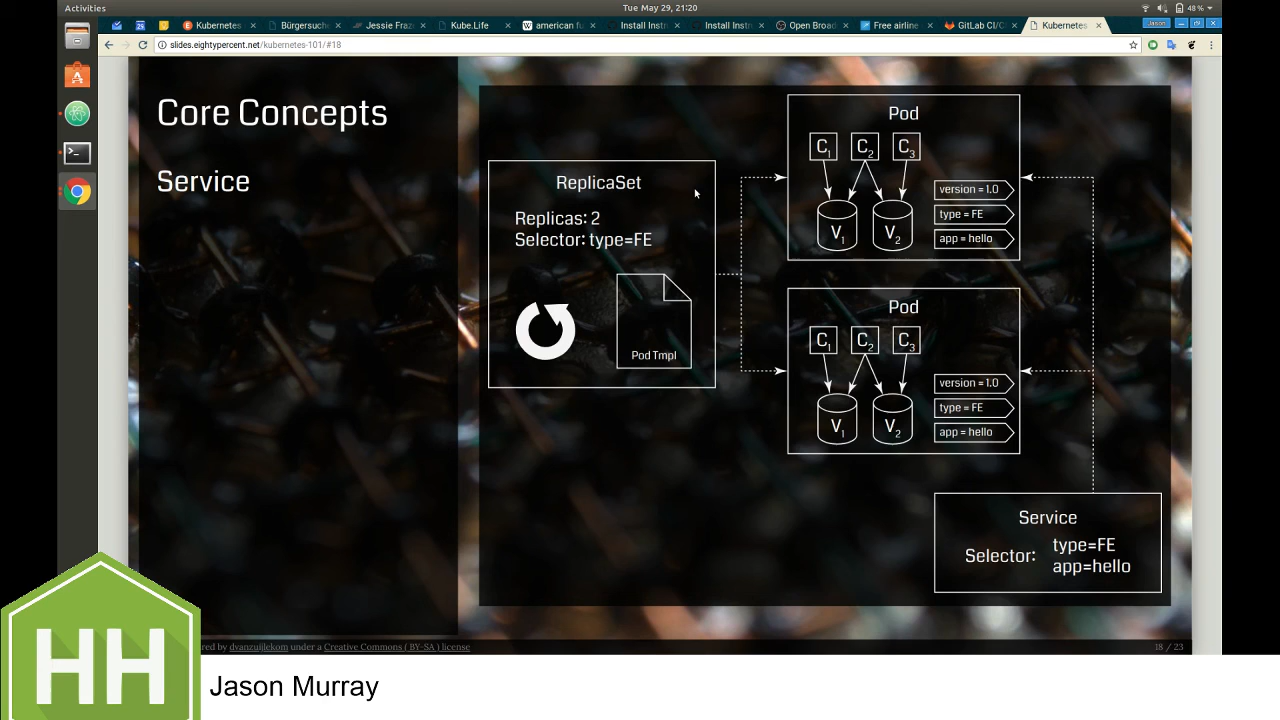 Activities
Tue May 29, 21:20
48 %
Kubernetes
Bürgersuch
Jessie Fraz
Kube.Life
american fu
Install Instr
Install Instr
Open Broad
Free airline
GitLab CI/C
Kubernetes
Jason
slides.eightypercent.net/kubernetes-101/#18
Core Concepts
Service
ReplicaSet
Replicas: 2
Selector: type=FE
Pod Tmpl
Pod
C1
C2
C3
V1
V2
version = 1.0
type = FE
app = hello
Pod
C1
C2
C3
V1
V2
version = 1.0
type = FE
app = hello
Service
Selector:
type=FE
app=hello
red by dvanzuijlekom under a Creative Commons ( BY-SA ) license
18 / 23
HH
Jason Murray